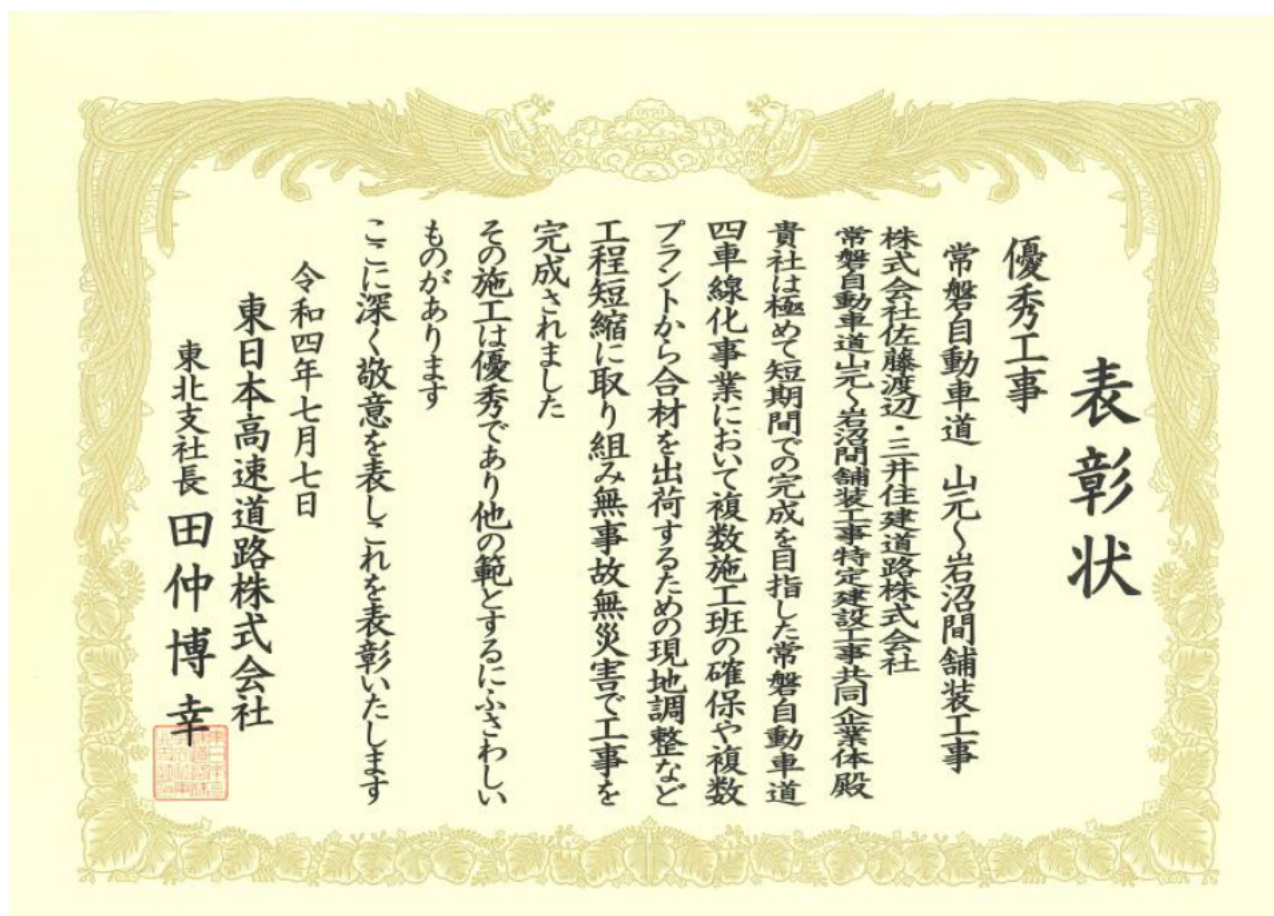 表彰状
優秀工事
常磐自動車道 山元～岩沼間舗装工事
株式会社佐藤渡辺・三井住建道路株式会社
常磐自動車道山元～岩沼間舗装工事特定建設工事共同企業体殿
貴社は極めて短期間での完成を目指した常磐自動車道
四車線化事業において複数施工班の確保や複数
プラントから合材を出荷するための現地調整など
工程短縮に取り組み無事故無災害で工事を
完成されました
その施工は優秀であり他の範とするにふさわしい
ものがあります
ここに深く敬意を表しこれを表彰いたします
令和四年七月七日
東日本高速道路株式会社
東北支社長 田仲博幸